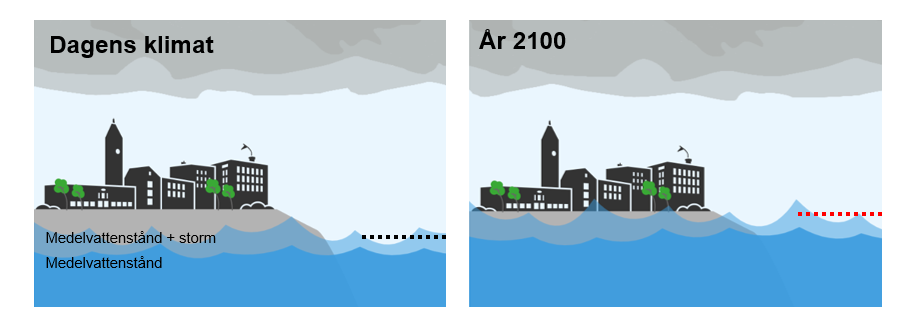 Dagens klimat
Medelvattenstånd + storm
Medelvattenstånd
År 2100